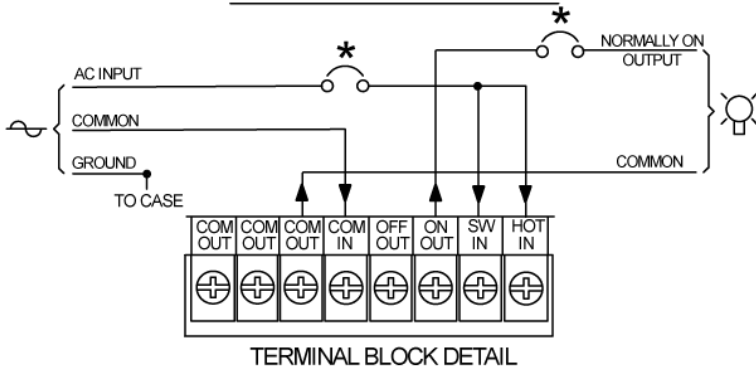 *
NORMALLY ON
OUTPUT
*
AC INPUT
COMMON
GROUND
COMMON
TO CASE
COM OUT
COM OUT
COM OUT
COM IN
OFF OUT
ON OUT
SW IN
HOT IN
TERMINAL BLOCK DETAIL